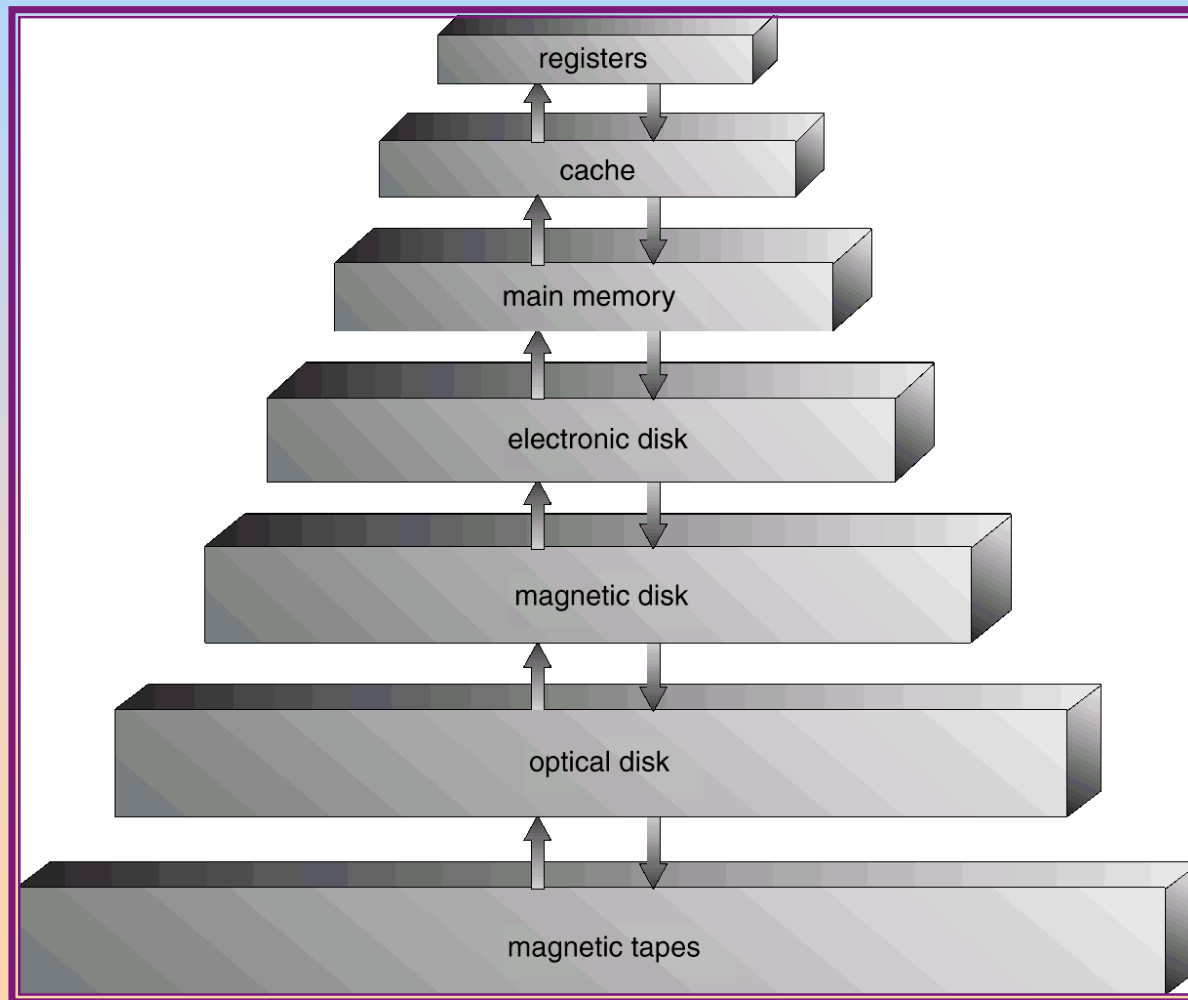 registers
cache
main memory
electronic disk
magnetic disk
optical disk
magnetic tapes